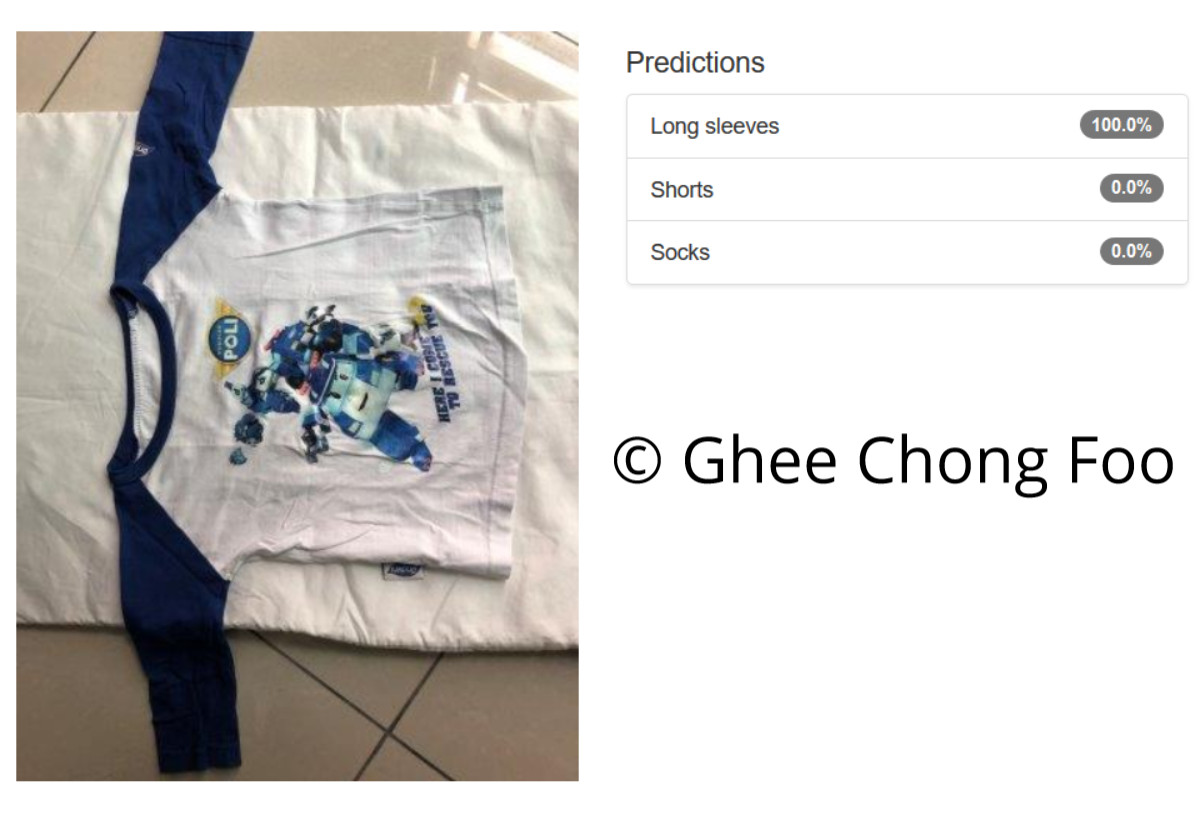 POLI
HERE I COME TOO
TO RESCUE YOU
Predictions
Long sleeves
100.0%
Shorts
0.0%
Socks
0.0%
© Ghee Chong Foo